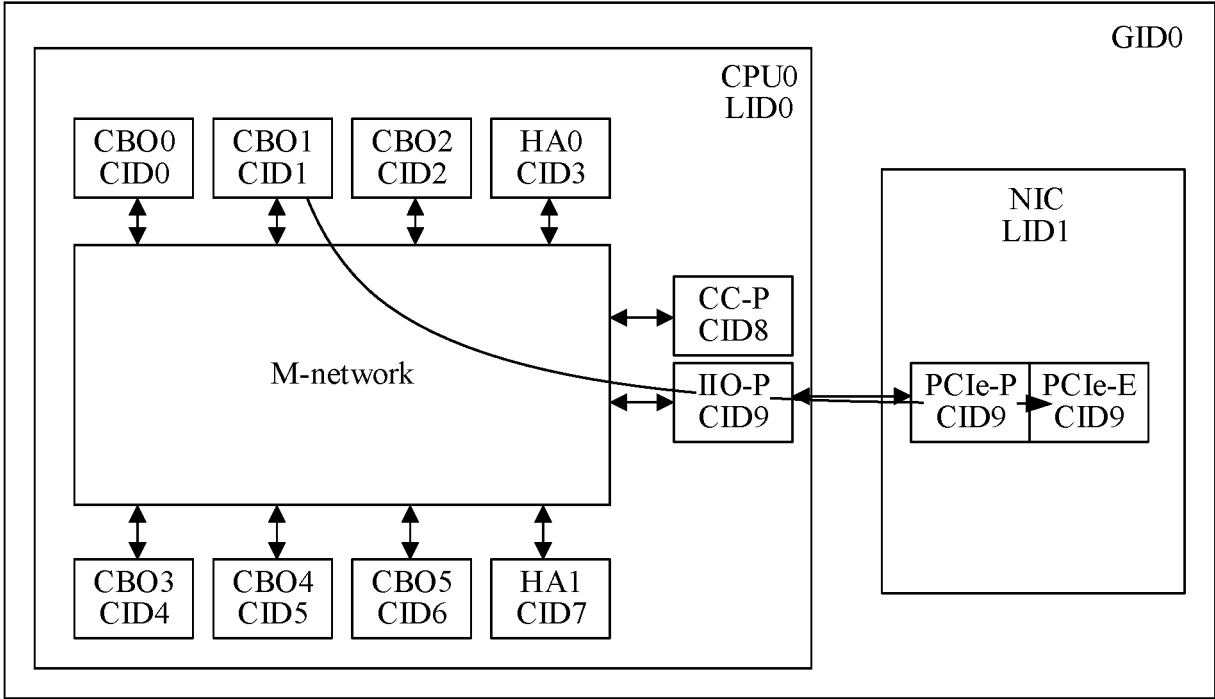 GID0
CPU0
LID0
CBO0
CID0
CBO1
CID1
CBO2
CID2
HA0
CID3
NIC
LID1
CC-P
CID8
M-network
IIO-P
CID9
PCIe-P
CID9
PCIe-E
CID9
CBO3
CID4
CBO4
CID5
CBO5
CID6
HA1
CID7